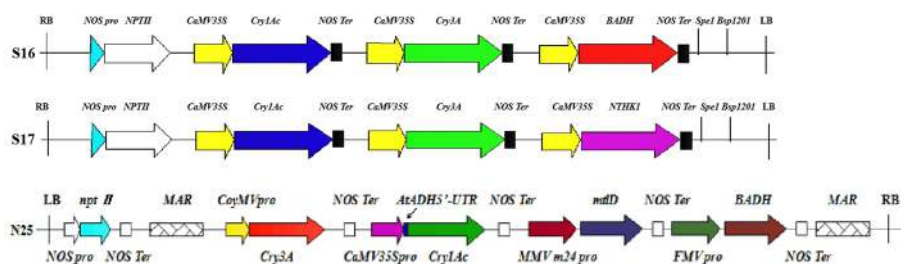 RB NOS pro NPTII CaMV35S Cry1Ac NOS Ter CaMV35S Cry3A NOS Ter CaMV35S BADH NOS Ter Spe1 Bsp1201 LB
S16
RB NOS pro NPTII CaMV35S Cry1Ac NOS Ter CaMV35S Cry3A NOS Ter CaMV35S NTHK1 NOS Ter Spe1 Bsp1201 LB
S17
LB npt II MAR CoyMVpro NOS Ter AtADH5'-UTR NOS Ter mtlD NOS Ter BADH MAR RB
N25
NOS pro NOS Ter Cry3A CaMV35Spro Cry1Ac MMV m24 pro FMV pro NOS Ter